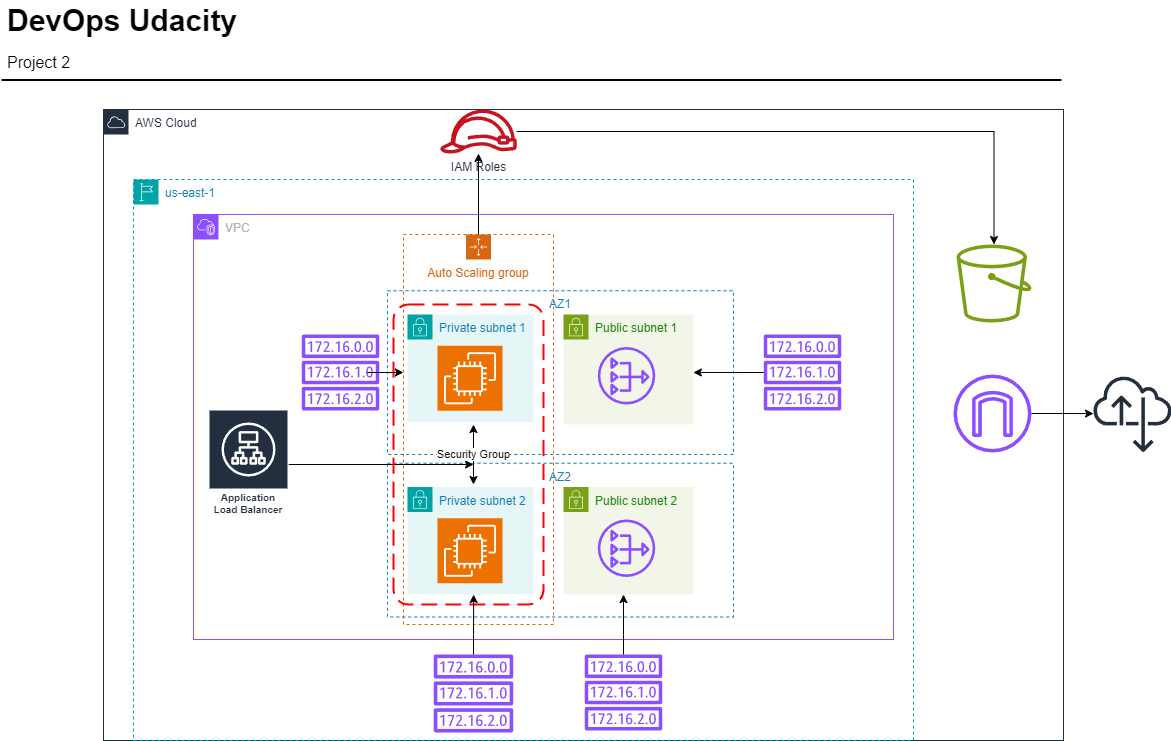 DevOps Udacity
Project 2
AWS Cloud
IAM Roles
us-east-1
VPC
Auto Scaling group
AZ1
Private subnet 1
Public subnet 1
172.16.0.0
172.16.1.0
172.16.2.0
172.16.0.0
172.16.1.0
172.16.2.0
Security Group
Application
Load Balancer
AZ2
Private subnet 2
Public subnet 2
172.16.0.0
172.16.1.0
172.16.2.0
172.16.0.0
172.16.1.0
172.16.2.0